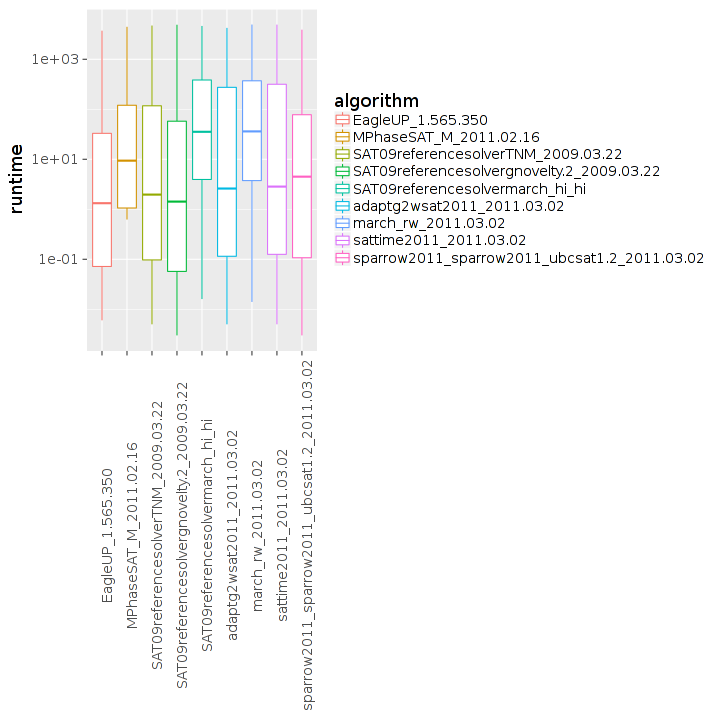 runtime
1e+03
1e+01
1e-01
algorithm
EagleUP_1.565.350
MPhaseSAT_M_2011.02.16
SAT09referencesolverTNM_2009.03.22
SAT09referencesolvergnovelty.2_2009.03.22
SAT09referencesolvermarch_hi_hi
adaptg2wsat2011_2011.03.02
march_rw_2011.03.02
sattime2011_2011.03.02
sparrow2011_sparrow2011_ubcsat1.2_2011.03.02
EagleUP_1.565.350
MPhaseSAT_M_2011.02.16
SAT09referencesolverTNM_2009.03.22
SAT09referencesolvergnovelty.2_2009.03.22
SAT09referencesolvermarch_hi_hi
adaptg2wsat2011_2011.03.02
march_rw_2011.03.02
sattime2011_2011.03.02
sparrow2011_sparrow2011_ubcsat1.2_2011.03.02